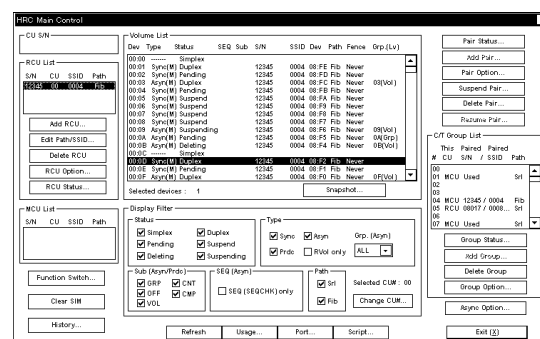 HRC Main Control
CU S/N
RCU List
S/N CU SSID Path
12345 00 0004 Fib
Add RCU...
Edit Path/SSID...
Delete RCU
RCU Option...
RCU Status...
MCU List
S/N CU SSID Path
Function Switch...
Clear SIM
History...
Volume List
Dev Type Status SEQ Sub S/N SSID Dev Path Fence Grp.(Lv)
00:00 ------- Simplex
00:01 Sync(M) Duplex 12345 0004 08:FE Fib Never
00:02 Sync(M) Pending 12345 0004 08:FD Fib Never
00:03 Asyn(M) Duplex 12345 0004 08:FC Fib Never 03(Vol)
00:04 Sync(M) Pending 12345 0004 08:FB Fib Never
00:05 Sync(M) Suspend 12345 0004 08:FA Fib Never
00:06 Sync(M) Suspend 12345 0004 08:F9 Fib Never
00:07 Sync(M) Suspend 12345 0004 08:F8 Fib Never
00:08 Sync(M) Suspend 12345 0004 08:F7 Fib Never
00:09 Asyn(M) Suspending 12345 0004 08:F6 Fib Never 09(Vol)
00:0A Asyn(M) Pending 12345 0004 08:F5 Fib Never 0A(Grp)
00:0B Asyn(M) Deleting 12345 0004 08:F4 Fib Never 0B(Vol)
00:0C ------- Simplex
00:0D Sync(M) Duplex 12345 0004 08:F2 Fib Never
00:0E Sync(M) Pending 12345 0004 08:F1 Fib Never
00:0F Asyn(M) Duplex 12345 0004 08:F0 Fib Never 0F(Vol)
Selected devices : 1
Snapshot...
Display Filter
Status
Simplex Duplex
Pending Suspend
Deleting Suspending
Type
Sync Asyn Grp. (Asyn)
Prdc RVol only ALL
Sub (Asyn/Prdc)
GRP CNT
OFF CMP
VOL
SEQ (Asyn)
SEQ (SEQCHK) only
Path
Srl
Fib
Selected CU#: 00
Change CU#...
Refresh
Usage...
Port...
Script...
Pair Status...
Add Pair...
Pair Option...
Suspend Pair...
Delete Pair...
Resume Pair...
C/T Group List
This Paired Paired
# CU S/N / SSID Path
00
01 MCU Used Srl
02
03
04 MCU 12345 / 0004 Fib
05 RCU 08017 / 0008... Srl
06
07 MCU Used Srl
Group Status...
Add Group...
Delete Group
Group Option...
Async Option...
Exit (X)